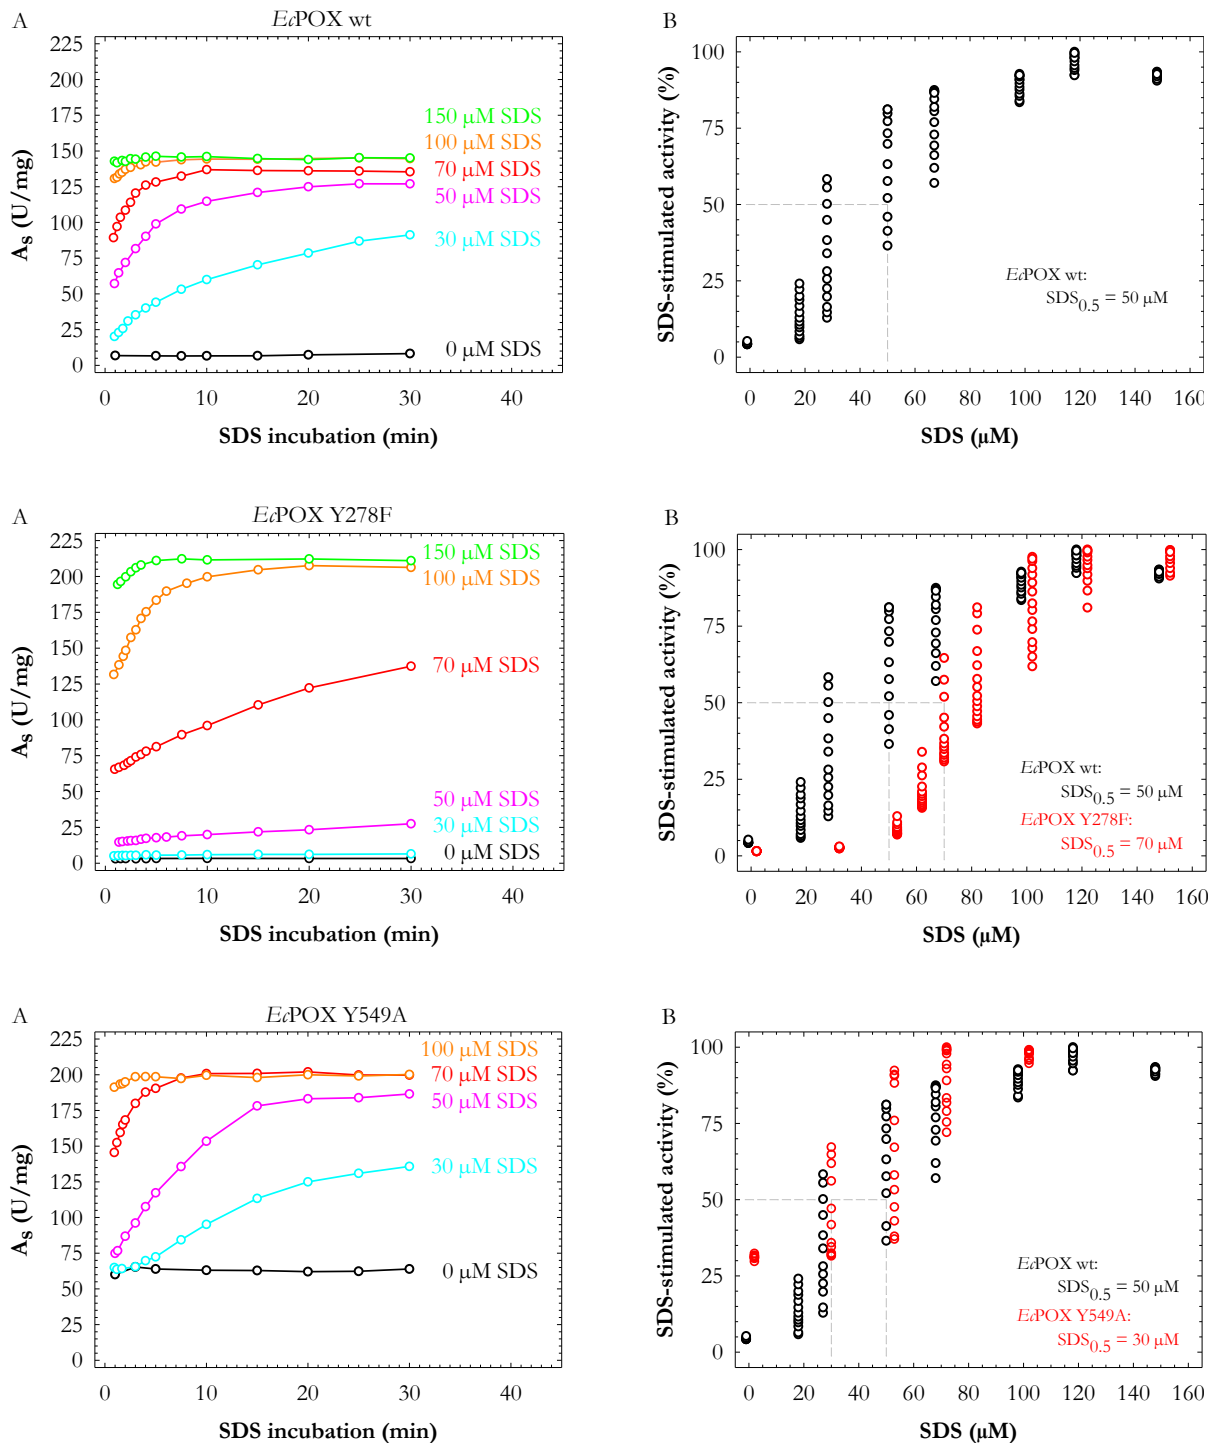 A
EcPOX wt
225
200
175
150
125
100
75
50
25
0
A_S (U/mg)
150 µM SDS
100 µM SDS
70 µM SDS
50 µM SDS
30 µM SDS
0 µM SDS
0 10 20 30 40
SDS incubation (min)
B
100
75
50
25
0
SDS-stimulated activity (%)
EcPOX wt:
SDS_0.5 = 50 µM
0 20 40 60 80 100 120 140 160
SDS (µM)
A
EcPOX Y278F
225
200
175
150
125
100
75
50
25
0
A_S (U/mg)
150 µM SDS
100 µM SDS
70 µM SDS
50 µM SDS
30 µM SDS
0 µM SDS
0 10 20 30 40
SDS incubation (min)
B
100
75
50
25
0
SDS-stimulated activity (%)
EcPOX wt:
SDS_0.5 = 50 µM
EcPOX Y278F:
SDS_0.5 = 70 µM
0 20 40 60 80 100 120 140 160
SDS (µM)
A
EcPOX Y549A
225
200
175
150
125
100
75
50
25
0
A_S (U/mg)
100 µM SDS
70 µM SDS
50 µM SDS
30 µM SDS
0 µM SDS
0 10 20 30 40
SDS incubation (min)
B
100
75
50
25
0
SDS-stimulated activity (%)
EcPOX wt:
SDS_0.5 = 50 µM
EcPOX Y549A:
SDS_0.5 = 30 µM
0 20 40 60 80 100 120 140 160
SDS (µM)